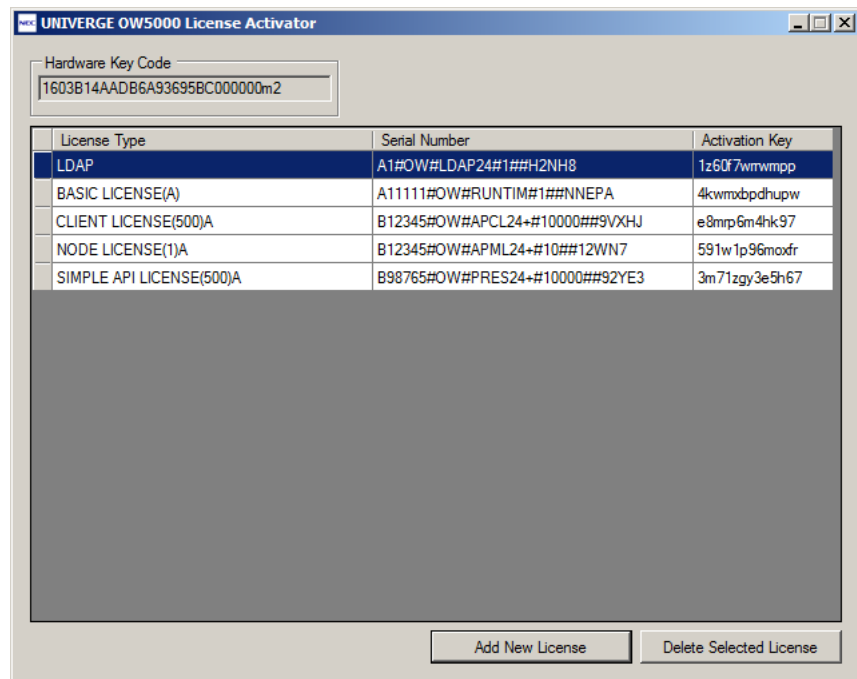 NEC UNIVERGE OW5000 License Activator
Hardware Key Code
1603B14AADB6A93695BC000000m2
License Type Serial Number Activation Key
LDAP A1#OW#LDAP24#1##H2NH8 1z60f7wrrwmpp
BASIC LICENSE(A) A11111#OW#RUNTIM#1##NNEPA 4kwmxbpdhupw
CLIENT LICENSE(500)A B12345#OW#APCL24+#10000##9VXHJ e8mrp6m4hk97
NODE LICENSE(1)A B12345#OW#APML24+#10##12WN7 591w1p96moxfr
SIMPLE API LICENSE(500)A B98765#OW#PRES24+#10000##92YE3 3m71zgy3e5h67
Add New License Delete Selected License